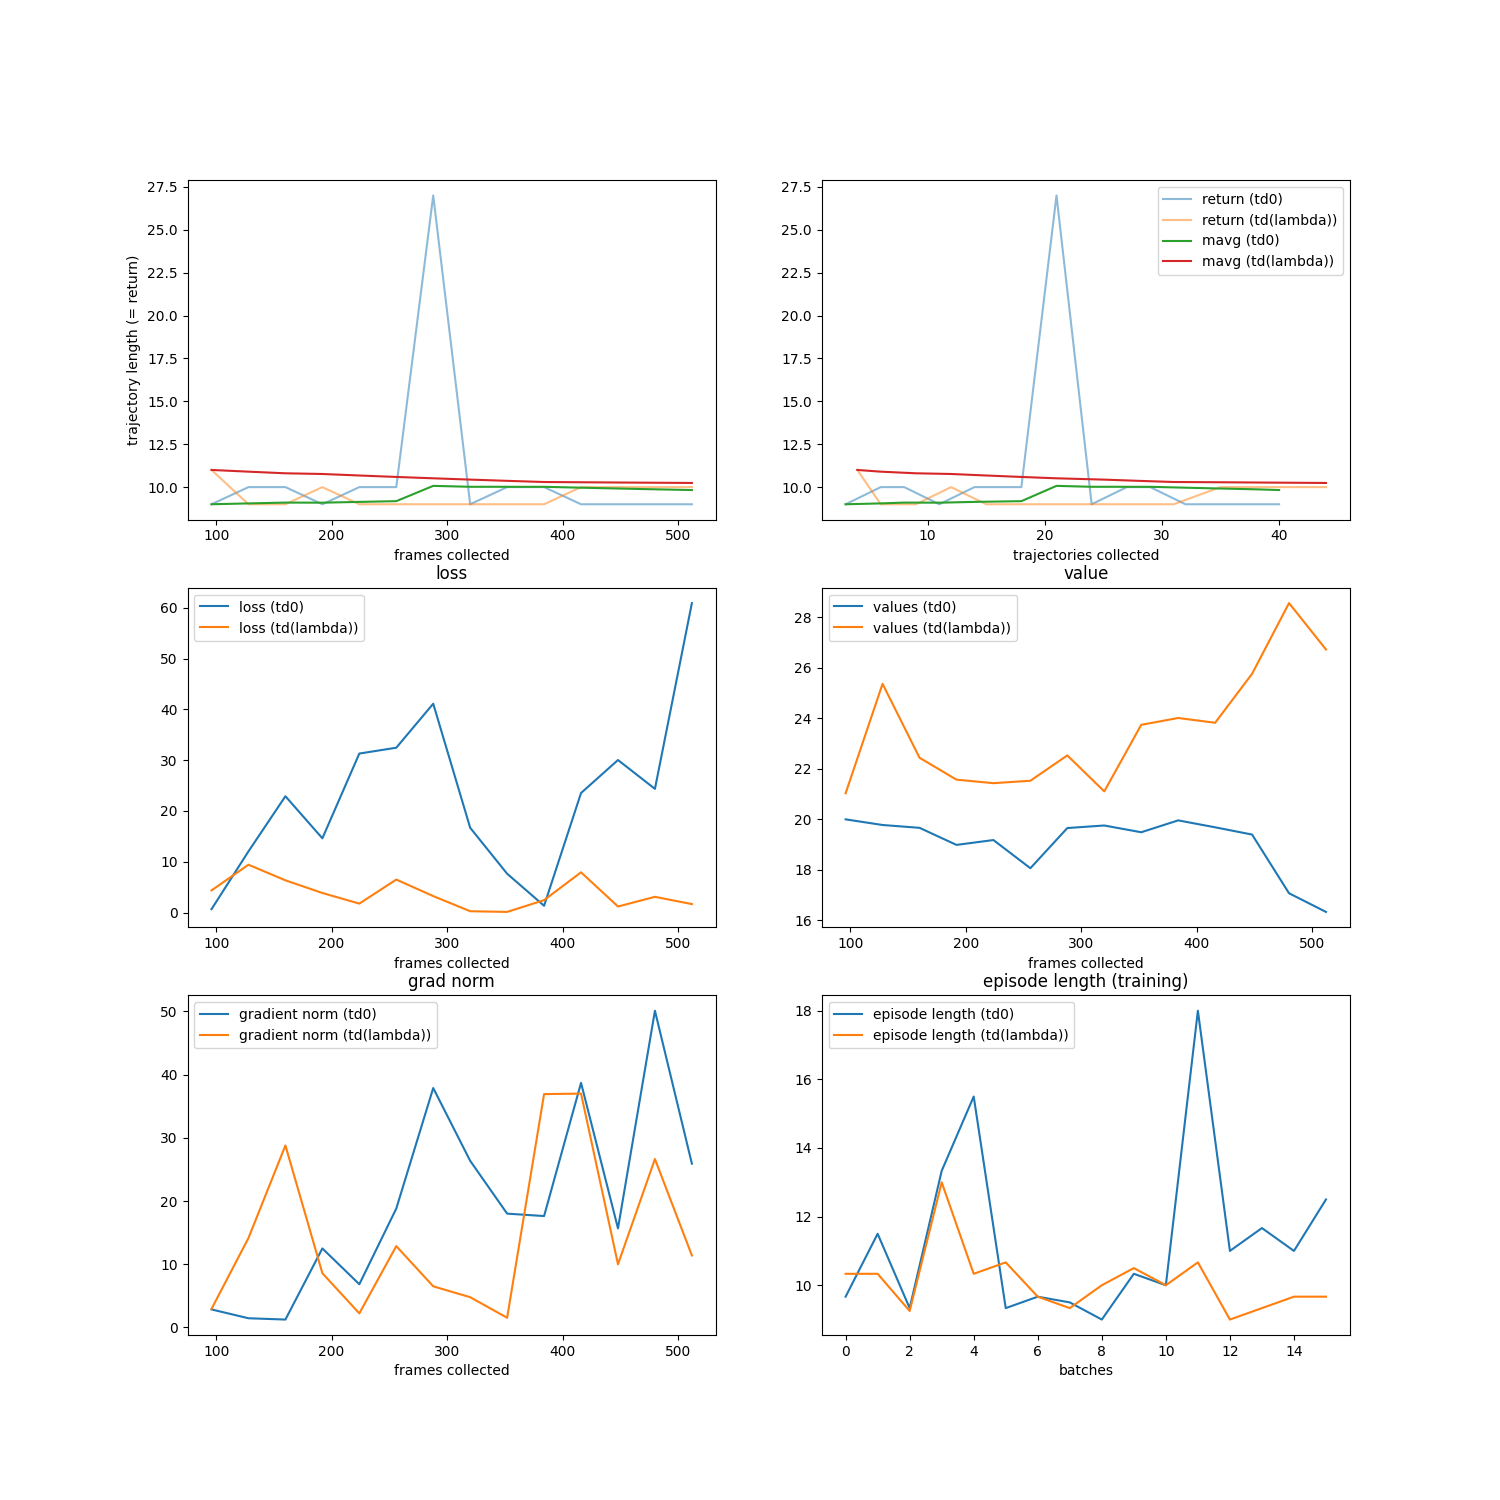 27.5
25.0
22.5
20.0
17.5
15.0
12.5
10.0
trajectory length (= return)
100 200 300 400 500
frames collected
27.5
25.0
22.5
20.0
17.5
15.0
12.5
10.0
return (td0)
return (td(lambda))
mavg (td0)
mavg (td(lambda))
10 20 30 40
trajectories collected
loss
60
50
40
30
20
10
0
loss (td0)
loss (td(lambda))
100 200 300 400 500
frames collected
value
28
26
24
22
20
18
16
values (td0)
values (td(lambda))
100 200 300 400 500
frames collected
grad norm
50
40
30
20
10
0
gradient norm (td0)
gradient norm (td(lambda))
100 200 300 400 500
frames collected
episode length (training)
18
16
14
12
10
episode length (td0)
episode length (td(lambda))
0 2 4 6 8 10 12 14
batches